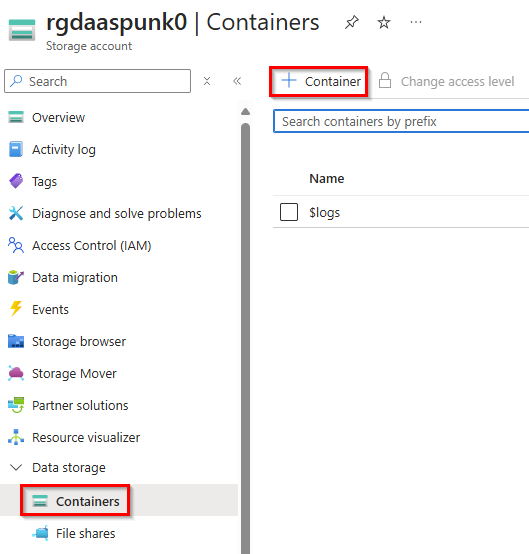 rgdaaspunk0 | Containers
Storage account
Search
Container
Change access level
Search containers by prefix
Overview
Activity log
Tags
Diagnose and solve problems
Access Control (IAM)
Data migration
Events
Storage browser
Storage Mover
Partner solutions
Resource visualizer
Data storage
Containers
File shares
Name
$logs